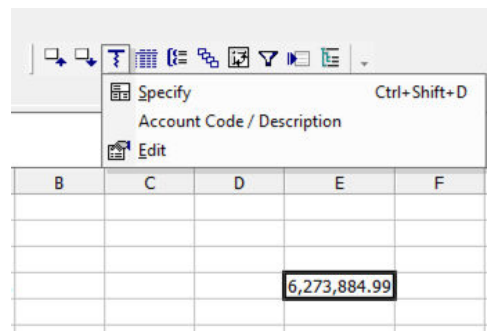 Specify Ctrl+Shift+D
Account Code / Description
Edit
B C D E F
6,273,884.99